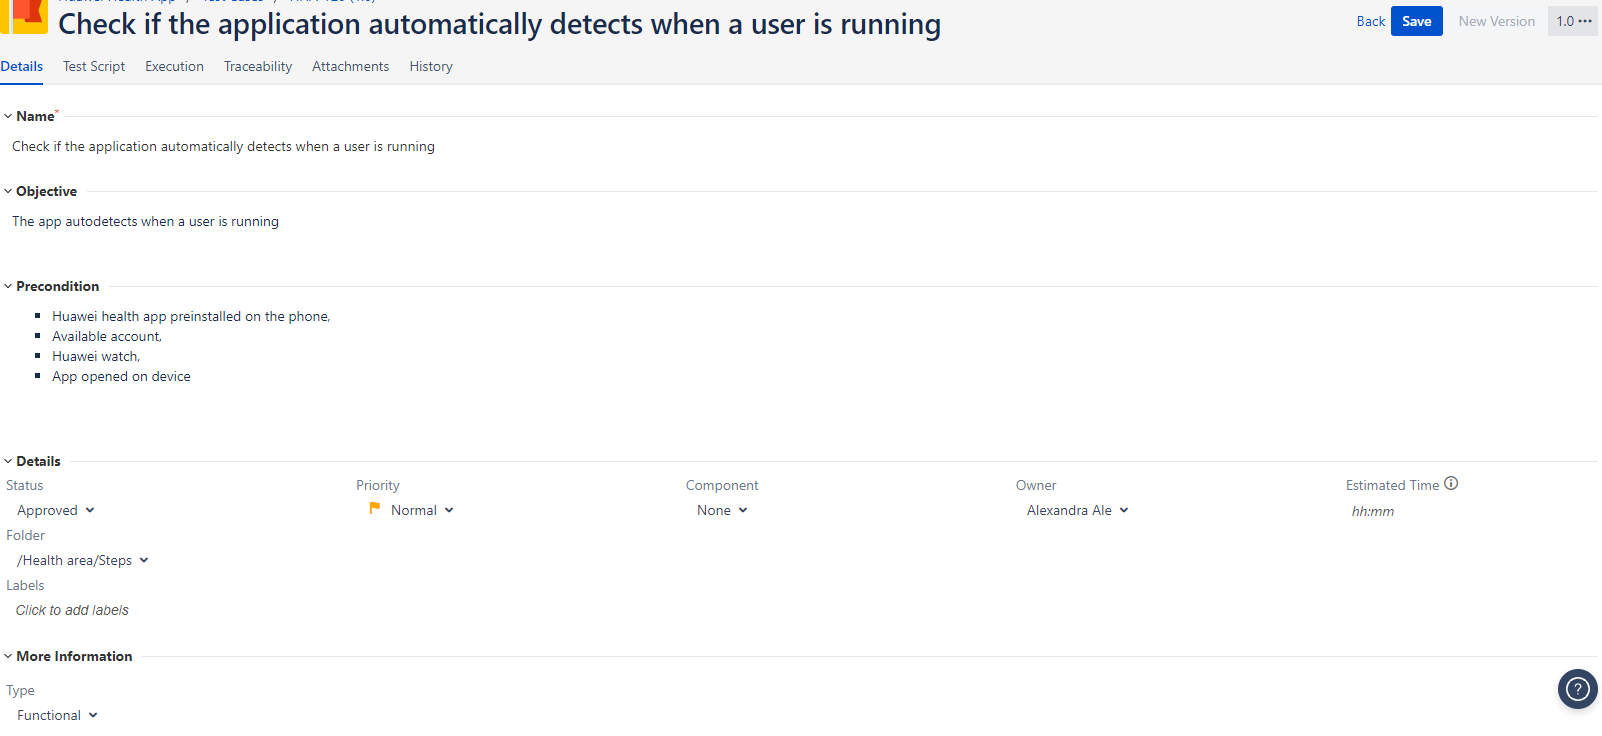 Check if the application automatically detects when a user is running
Back Save New Version 1.0 •••
Details Test Script Execution Traceability Attachments History
Name*
Check if the application automatically detects when a user is running
Objective
The app autodetects when a user is running
Precondition
Huawei health app preinstalled on the phone,
Available account,
Huawei watch,
App opened on device
Details
Status Priority Component Owner Estimated Time
Approved Normal None Alexandra Ale hh:mm
Folder
/Health area/Steps
Labels
Click to add labels
More Information
Type
Functional
?